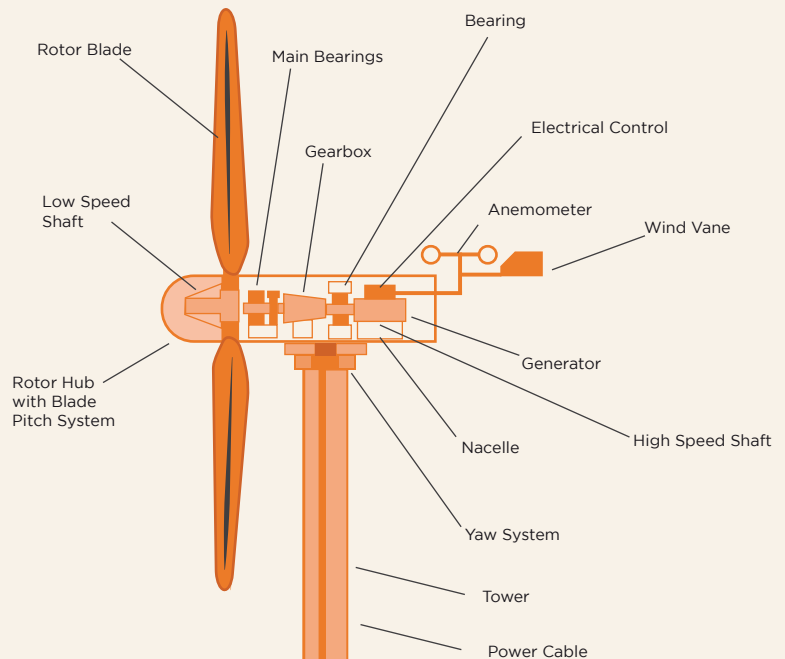 Bearing
Rotor Blade
Main Bearings
Electrical Control
Gearbox
Low Speed
Shaft
Anemometer
Wind Vane
Generator
Rotor Hub
with Blade
Pitch System
High Speed Shaft
Nacelle
Yaw System
Tower
Power Cable